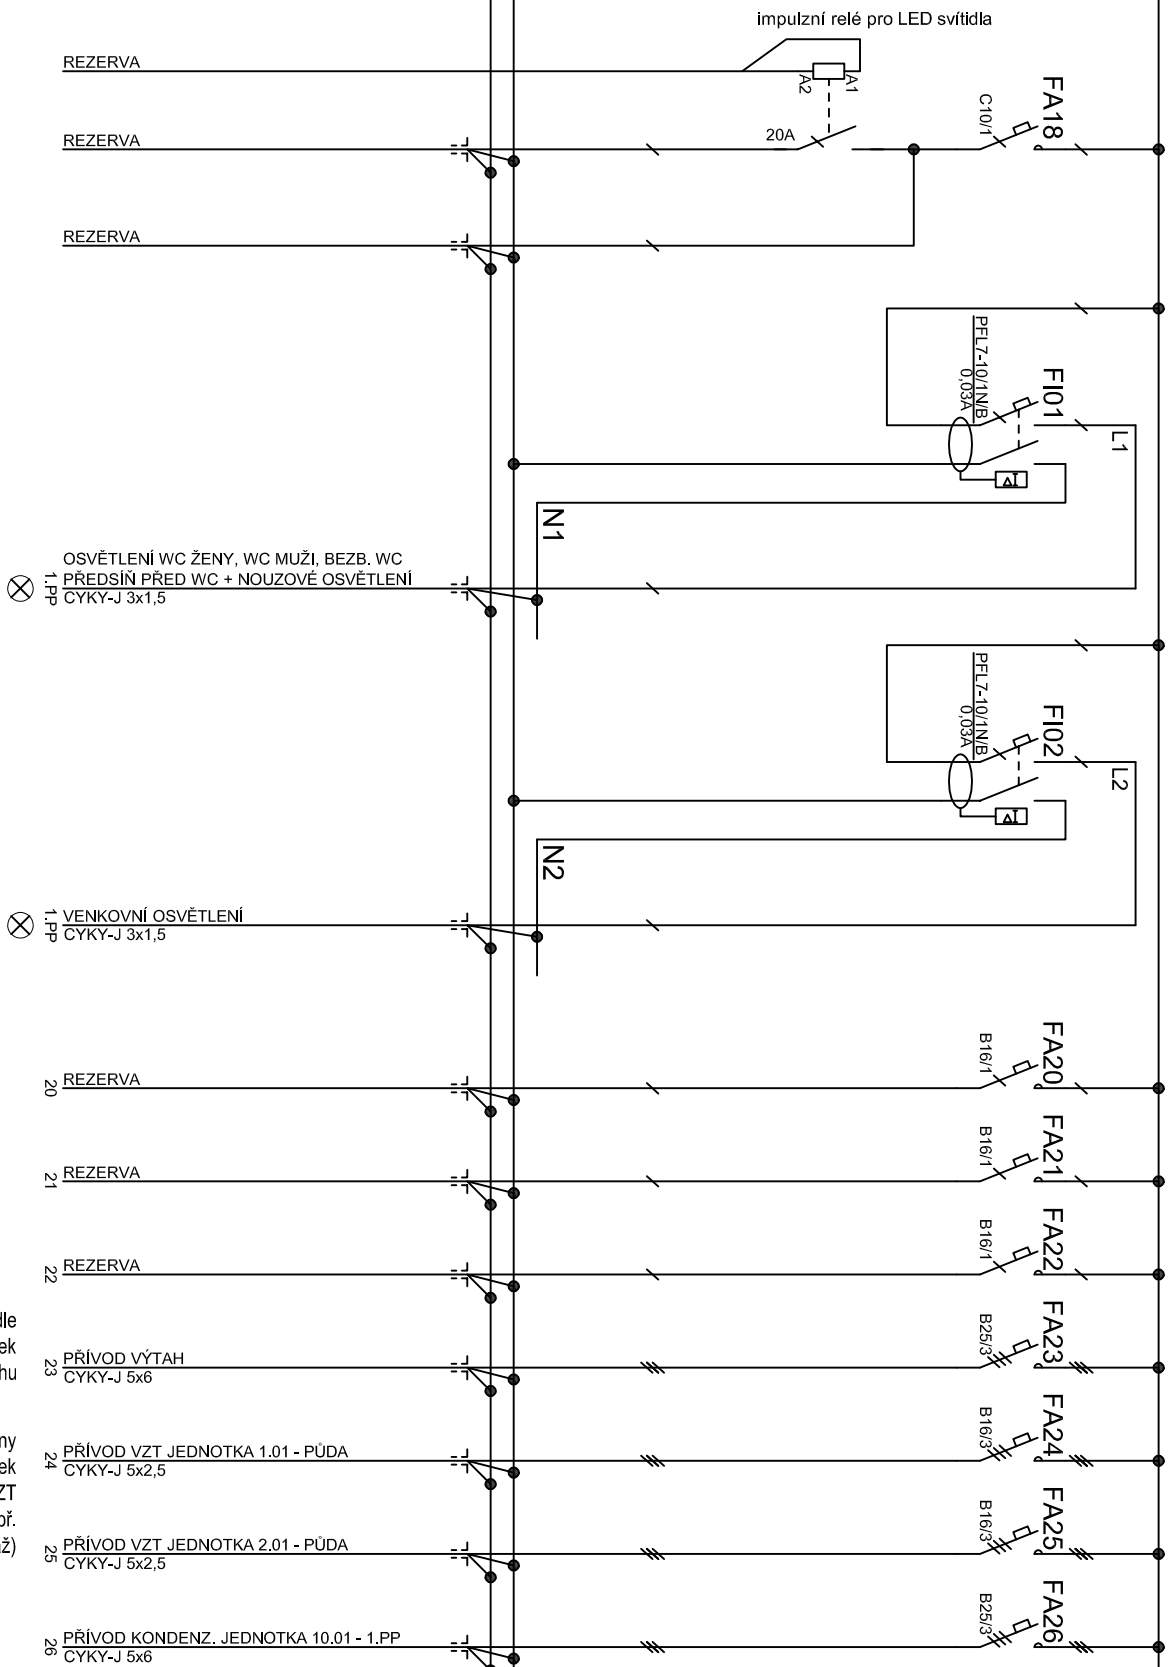 impulzní relé pro LED svítidla
REZERVA
A1
A2
FA18
C10/1
20A
REZERVA
REZERVA
FI01
PFL7-10/1N/B
0,03A
L1
ΔI
N1
OSVĚTLENÍ WC ŽENY, WC MUŽI, BEZB. WC
PŘEDSÍŇ PŘED WC + NOUZOVÉ OSVĚTLENÍ
CYKY-J 3x1,5
1.PP
FI02
PFL7-10/1N/B
0,03A
L2
ΔI
N2
VENKOVNÍ OSVĚTLENÍ
CYKY-J 3x1,5
1.PP
FA20
B16/1
REZERVA
20
FA21
B16/1
REZERVA
21
FA22
B16/1
REZERVA
22
FA23
B25/3
PŘÍVOD VÝTAH
CYKY-J 5x6
23
FA24
B16/3
PŘÍVOD VZT JEDNOTKA 1.01 - PŮDA
CYKY-J 5x2,5
24
FA25
B16/3
PŘÍVOD VZT JEDNOTKA 2.01 - PŮDA
CYKY-J 5x2,5
25
FA26
B25/3
PŘÍVOD KONDENZ. JEDNOTKA 10.01 - 1.PP
CYKY-J 5x6
26